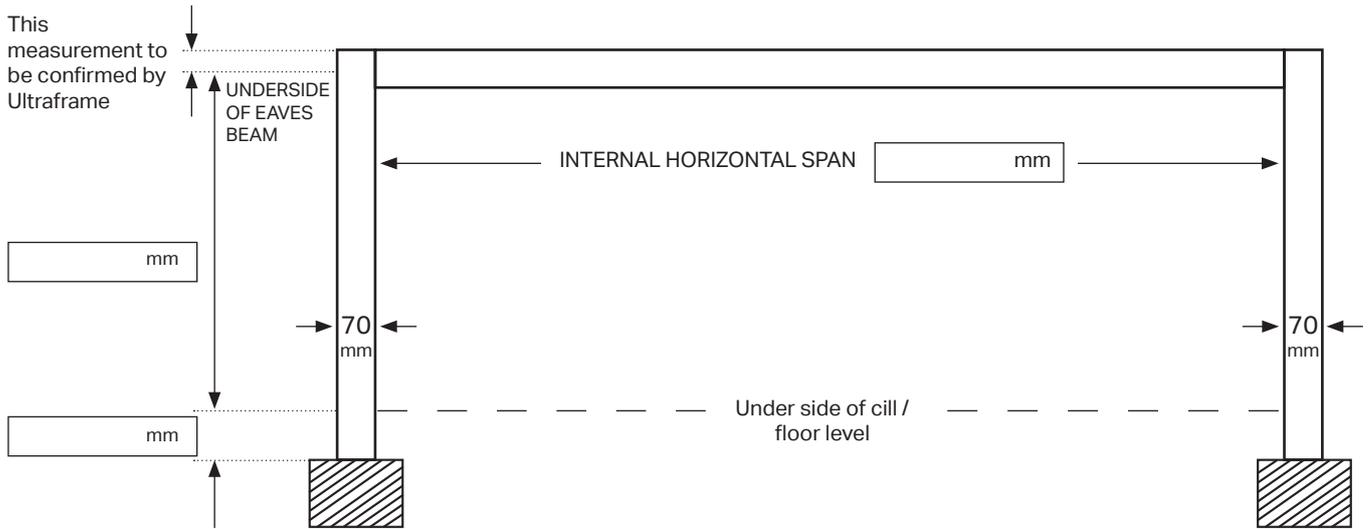 This
measurement to
be confirmed by
Ultraframe
UNDERSIDE
OF EAVES
BEAM
INTERNAL HORIZONTAL SPAN
mm
mm
70
mm
70
mm
mm
Under side of cill /
floor level